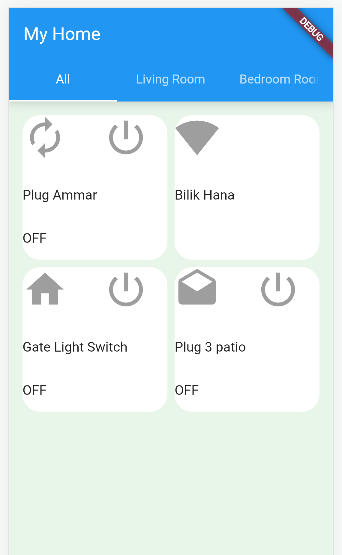 My Home
DEBUG
All
Living Room
Bedroom Roo
Plug Ammar
OFF
Bilik Hana
Gate Light Switch
OFF
Plug 3 patio
OFF